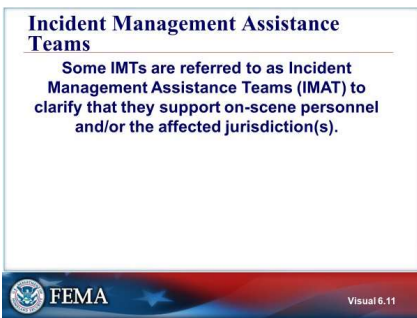 Incident Management Assistance
Teams
Some IMTs are referred to as Incident
Management Assistance Teams (IMAT) to
clarify that they support on-scene personnel
and/or the affected jurisdiction(s).
FEMA
Visual 6.11